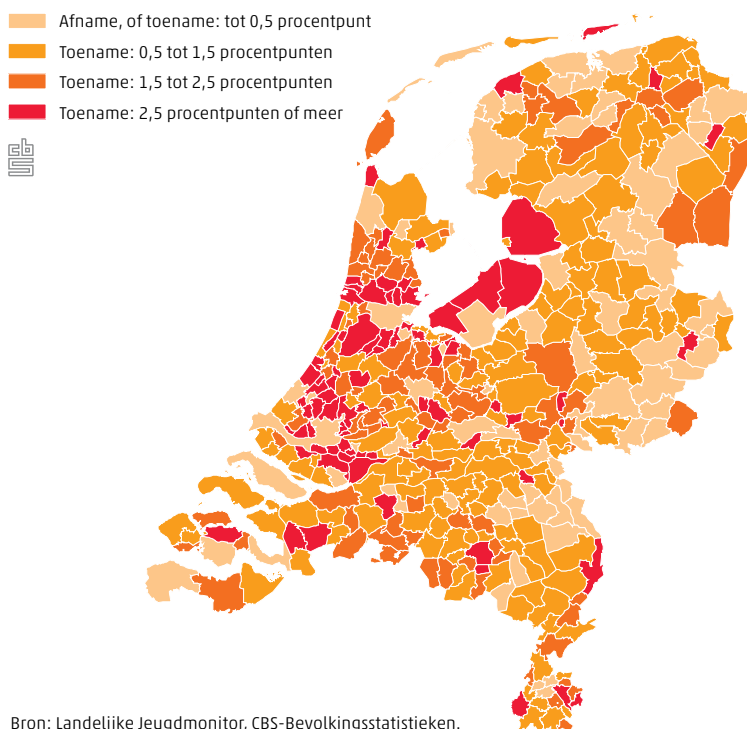 Afname, of toename: tot 0,5 procentpunt
Toename: 0,5 tot 1,5 procentpunten
Toename: 1,5 tot 2,5 procentpunten
Toename: 2,5 procentpunten of meer
cbs
Bron: Landelijke Jeugdmonitor, CBS-Bevolkingsstatistieken.